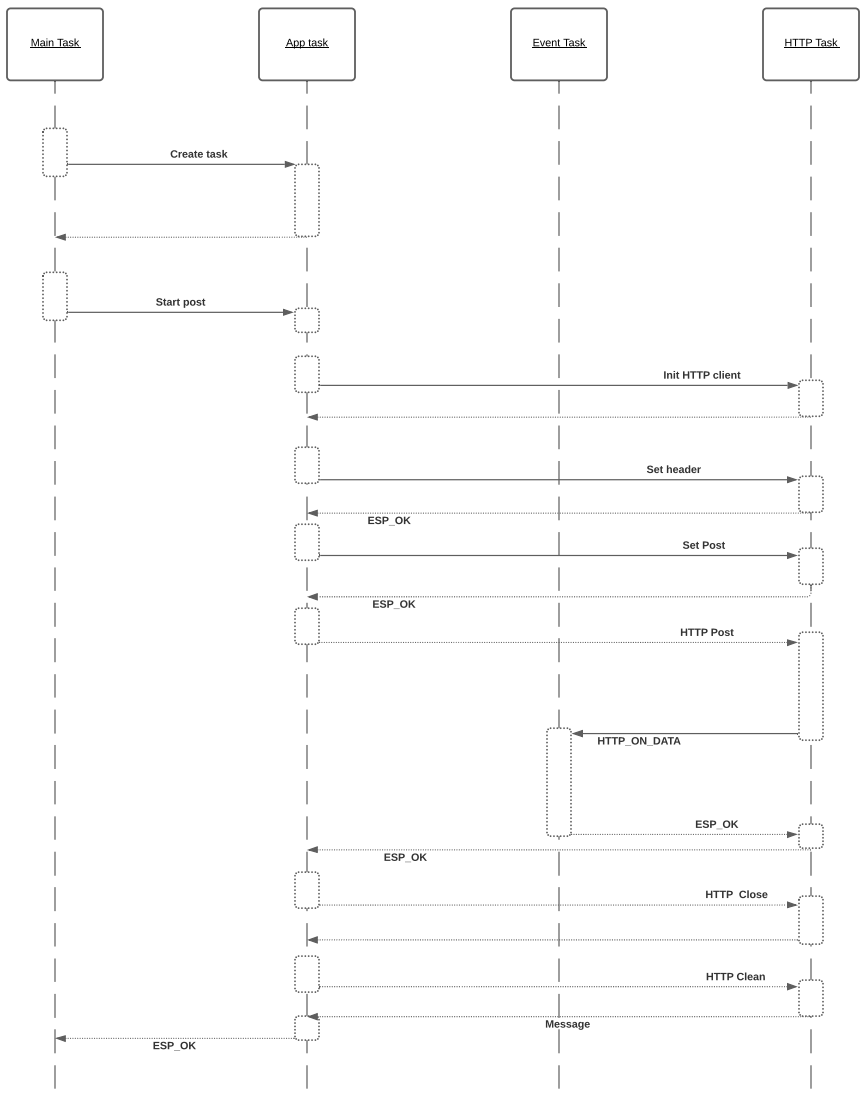 Main Task
App task
Event Task
HTTP Task
Create task
Start post
Init HTTP client
Set header
ESP_OK
Set Post
ESP_OK
HTTP Post
HTTP_ON_DATA
ESP_OK
ESP_OK
HTTP  Close
HTTP Clean
Message
ESP_OK